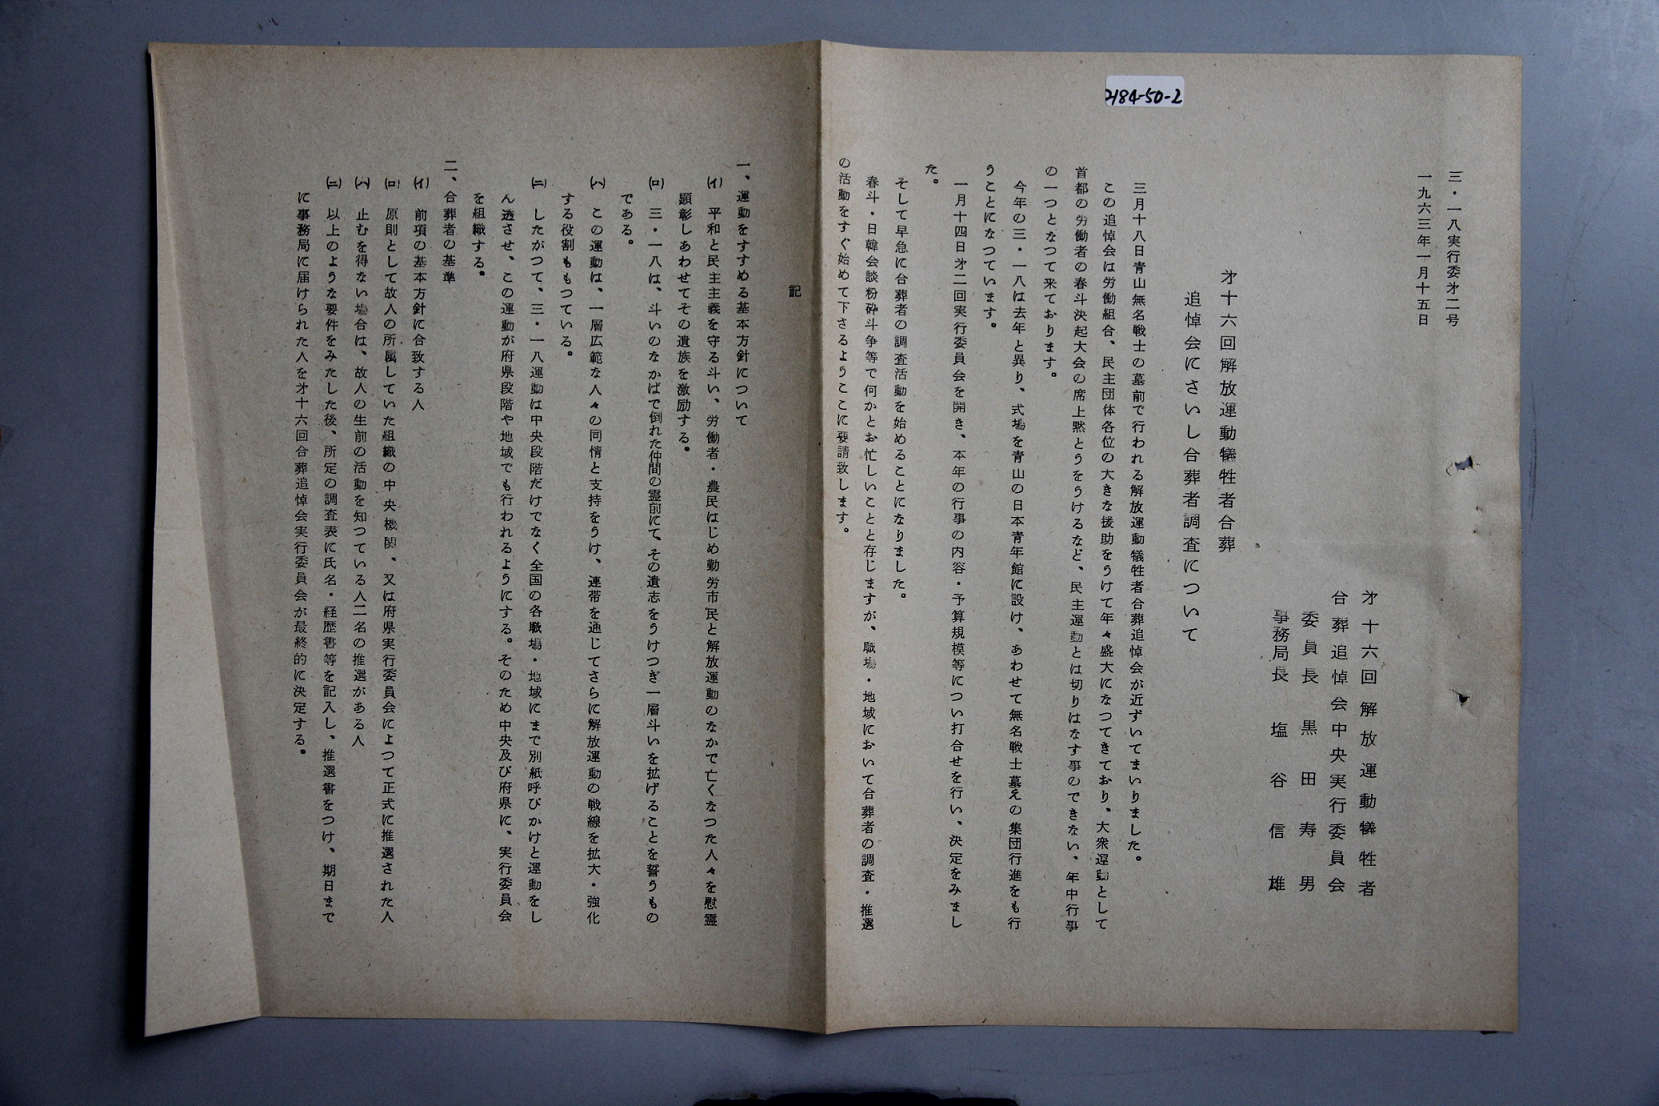 2184-50-2
三・一八実行委才二号
一九六三年一月十五日
才十六回解放運動犠牲者
合葬追悼会中央実行委員会
委員長 黒田寿男
事務局長 塩谷信雄
才十六回解放運動犠牲者合葬
追悼会にさいし合葬者調査について
三月十八日青山無名戦士の墓前で行われる解放運動犠牲者合葬追悼会が近ずいてまいりました。
この追悼会は労働組合、民主団体各位の大きな援助をうけて年々盛大になつてきており、大衆運動として
首都の労働者の春斗決起大会の席上黙とうをうけるなど、民主運動とは切りはなす事のできない、年中行事
の一つとなつて来ております。
今年の三・一八は去年と異り、式場を青山の日本青年館に設け、あわせて無名戦士墓えの集団行進をも行
うことになつています。
一月十四日才二回実行委員会を開き、本年の行事の内容・予算規模等につい打合せを行い、決定をみまし
た。
そして早急に合葬者の調査活動を始めることになりました。
春斗・日韓会談粉砕斗争等で何かとお忙しいことと存じますが、職場・地域において合葬者の調査・推選
の活動をすぐ始めて下さるようここに要請致します。
記
一、運動をすすめる基本方針について
(イ) 平和と民主主義を守る斗い、労働者・農民はじめ勤労市民と解放運動のなかで亡くなつた人々を慰霊
顕彰しあわせてその遺族を激励する。
(ロ) 三・一八は、斗いのなかばで倒れた仲間の霊前にて、その遺志をうけつぎ一層斗いを拡げることを誓うもの
である。
(ハ) この運動は、一層広範な人々の同情と支持をうけ、連帯を通じてさらに解放運動の戦線を拡大・強化
する役割ももつている。
(ニ) したがつて、三・一八運動は中央段階だけでなく全国の各職場・地域にまで別紙呼びかけと運動をし
ん透させ、この運動が府県段階や地域でも行われるようにする。そのため中央及び府県に、実行委員会
を組織する。
二、合葬者の基準
(イ) 前項の基本方針に合致する人
(ロ) 原則として故人の所属していた組織の中央機関、又は府県実行委員会によつて正式に推選された人
(ハ) 止むを得ない場合は、故人の生前の活動を知つている人二名の推選がある人
(ニ) 以上のような要件をみたした後、所定の調査表に氏名・経歴書等を記入し、推選書をつけ、期日まで
に事務局に届けられた人を才十六回合葬追悼会実行委員会が最終的に決定する。